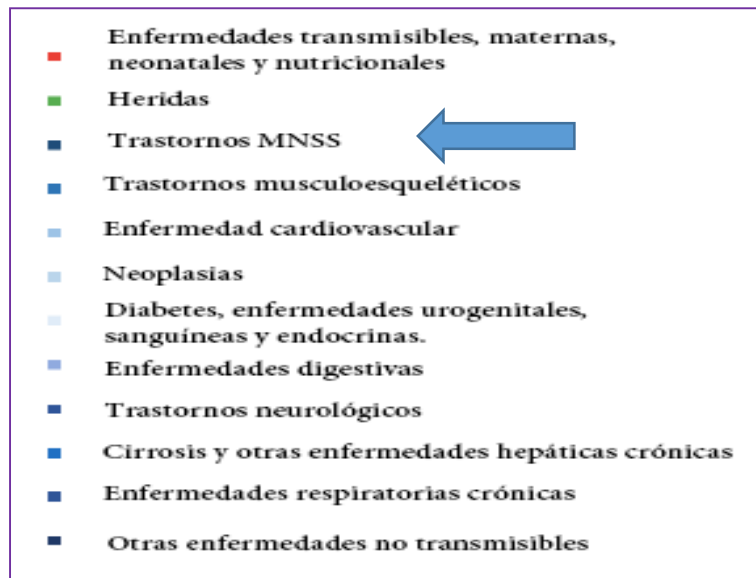 Enfermedades transmisibles, maternas,
neonatales y nutricionales
Heridas
Trastornos MNSS
Trastornos musculoesqueléticos
Enfermedad cardiovascular
Neoplasias
Diabetes, enfermedades urogenitales,
sanguíneas y endocrinas.
Enfermedades digestivas
Trastornos neurológicos
Cirrosis y otras enfermedades hepáticas crónicas
Enfermedades respiratorias crónicas
Otras enfermedades no transmisibles